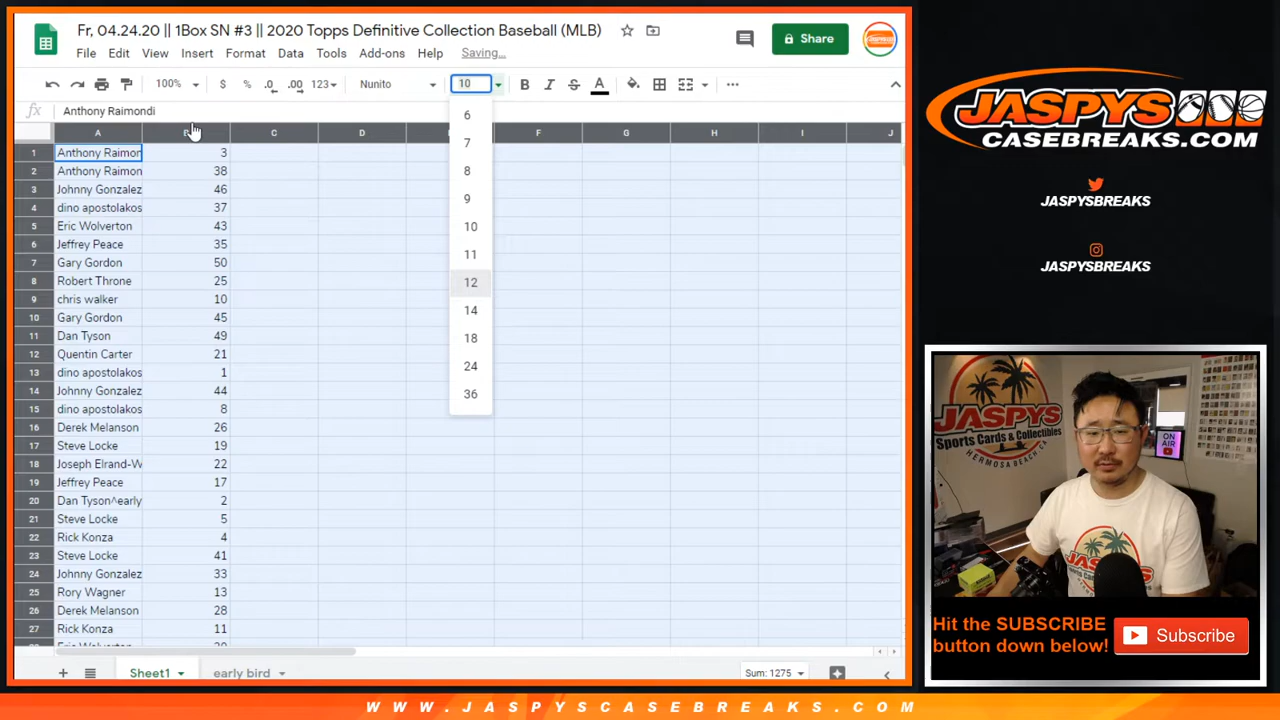 Fr, 04.24.20 || 1Box SN #3 || 2020 Topps Definitive Collection Baseball (MLB)
File Edit View Insert Format Data Tools Add-ons Help Saving...
Share
100% $ % .0 .00 123 Nunito 10
fx Anthony Raimondi
A C D F G H I J
1 Anthony Raimon 3
2 Anthony Raimon 38
3 Johnny Gonzalez 46
4 dino apostolakos 37
5 Eric Wolverton 43
6 Jeffrey Peace 35
7 Gary Gordon 50
8 Robert Throne 25
9 chris walker 10
10 Gary Gordon 45
11 Dan Tyson 49
12 Quentin Carter 21
13 dino apostolakos 1
14 Johnny Gonzalez 44
15 dino apostolakos 8
16 Derek Melanson 26
17 Steve Locke 19
18 Joseph Elrand-W 22
19 Jeffrey Peace 17
20 Dan Tyson^early 2
21 Steve Locke 5
22 Rick Konza 4
23 Steve Locke 41
24 Johnny Gonzalez 33
25 Rory Wagner 13
26 Derek Melanson 28
27 Rick Konza 11
6
7
8
9
10
11
12
14
18
24
36
Sheet1 early bird Sum: 1275
JASPYS
CASEBREAKS.COM
JASPYSBREAKS
JASPYSBREAKS
JASPYS
Sports Cards & Collectibles
HERMOSA BEACH, CA
ON
AIR
JASPYS
Hit the SUBSCRIBE
button down below!
Subscribe
WWW.JASPYSCASEBREAKS.COM